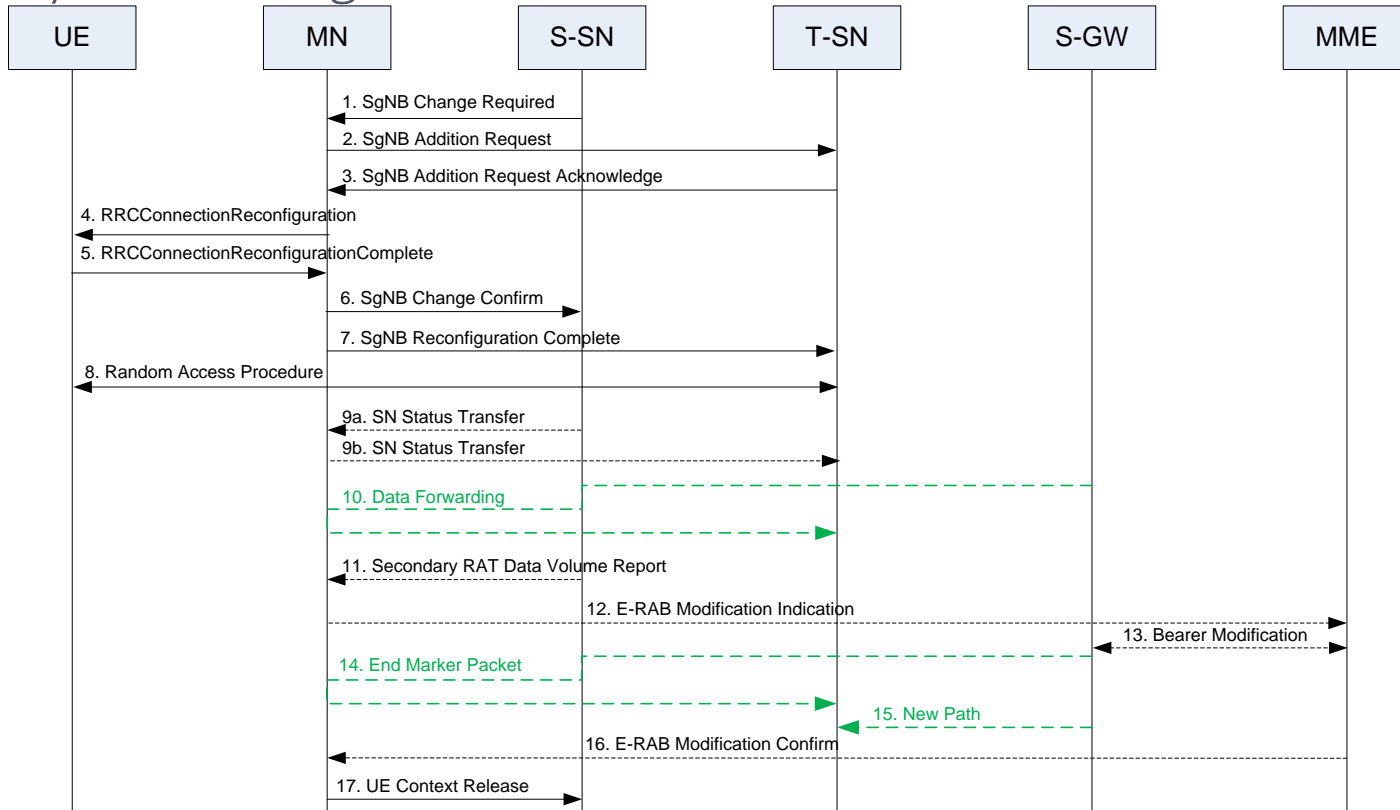 UE
MN
S-SN
T-SN
S-GW
MME
1. SgNB Change Required
2. SgNB Addition Request
3. SgNB Addition Request Acknowledge
4. RRCConnectionReconfiguration
5. RRCConnectionReconfigurationComplete
6. SgNB Change Confirm
7. SgNB Reconfiguration Complete
8. Random Access Procedure
9a. SN Status Transfer
9b. SN Status Transfer
10. Data Forwarding
11. Secondary RAT Data Volume Report
12. E-RAB Modification Indication
13. Bearer Modification
14. End Marker Packet
15. New Path
16. E-RAB Modification Confirm
17. UE Context Release